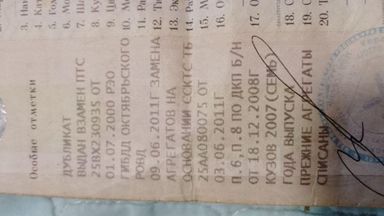 Особые отметки
ДУБЛИКАТ
ВЫДАН ВЗАМЕН ПТС
25ВХ230935 ОТ
01.07.2000 РЭО
ГИБДД ОКТЯБРЬСКОГО
РОВД
09.06.2011Г ЗАМЕНА
АГРЕГАТОВ НА
ОСНОВАНИИ ССКТС ТБ
25АА080075 ОТ
03.06.2011Г
П.6,П.8 ПО ДКП Б/Н
ОТ 18.12.2008Г
КУЗОВ 2007(СЕМЬ)
ГОДА ВЫПУСКА
ПРЕЖНИЕ АГРЕГАТЫ
СПИСАНЫ